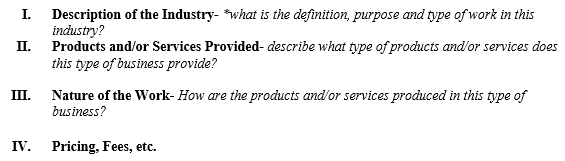 I. Description of the Industry- *what is the definition, purpose and type of work in this
industry?
II. Products and/or Services Provided- describe what type of products and/or services does
this type of business provide?
III. Nature of the Work- How are the products and/or services produced in this type of
business?
IV. Pricing, Fees, etc.